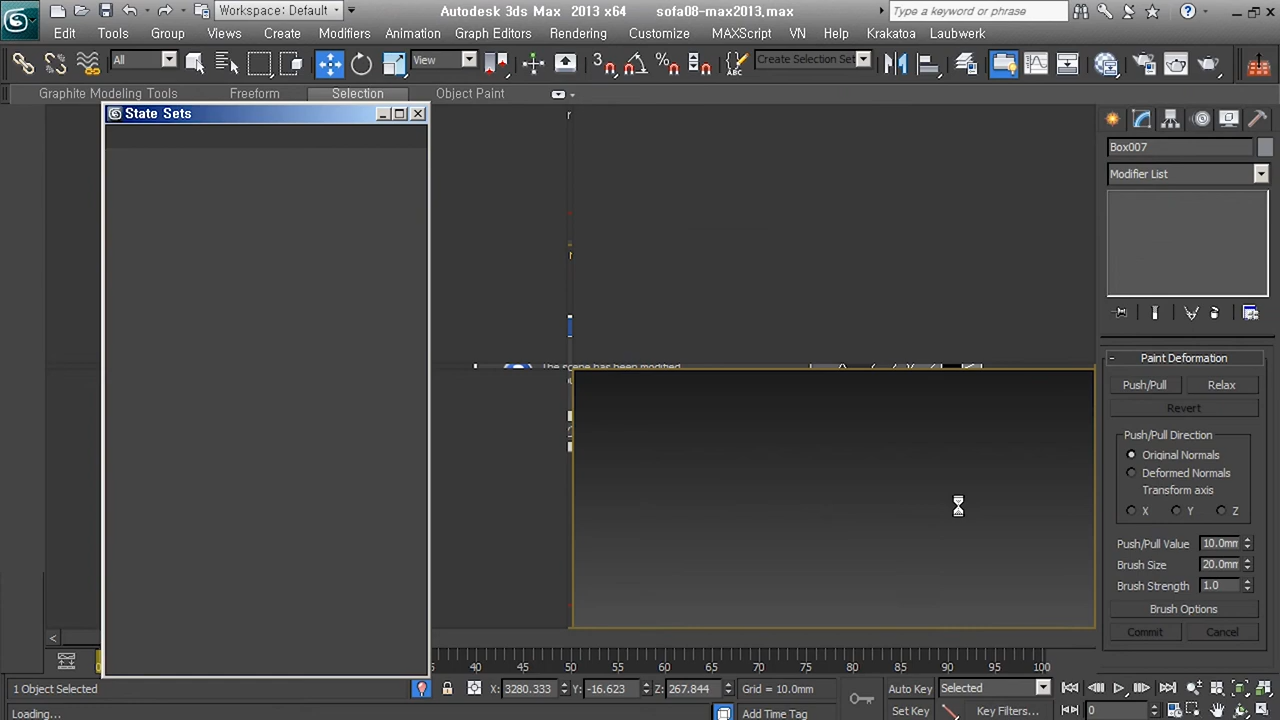 Workspace: Default
Autodesk 3ds Max 2013 x64 sofa08-max2013.max
Type a keyword or phrase
Edit Tools Group Views Create Modifiers Animation Graph Editors Rendering Customize MAXScript VN Help Krakatoa Laubwerk
All View 3 Create Selection Set
Graphite Modeling Tools Freeform Selection Object Paint
State Sets
Box007
Modifier List
The scene has been modified.
Paint Deformation
Push/Pull Relax
Revert
Push/Pull Direction
Original Normals
Deformed Normals
Transform axis
X Y Z
Push/Pull Value 10.0mm
Brush Size 20.0mm
Brush Strength 1.0
Brush Options
Commit Cancel
40 45 50 55 60 65 70 75 80 85 90 95 100
1 Object Selected X: 3280.333 Y: -16.623 Z: 267.844 Grid = 10.0mm Auto Key Selected
Loading... Add Time Tag Set Key Key Filters... 0